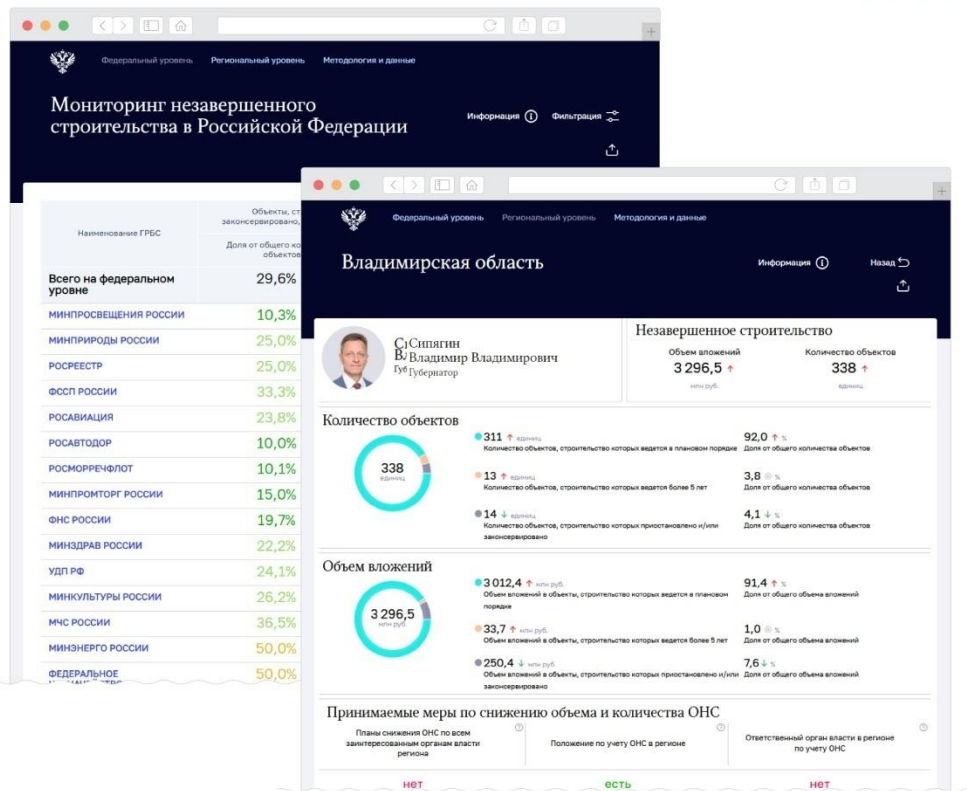 Федеральный уровень Региональный уровень Методология и данные
Мониторинг незавершенного
строительства в Российской Федерации
Информация Фильтрация
Наименование ГРБС
Объекты, ст
законсервировано,
Доля от общего ко
объектов
Всего на федеральном
уровне
29,6%
МИНПРОСВЕЩЕНИЯ РОССИИ 10,3%
МИНПРИРОДЫ РОССИИ 25,0%
РОСРЕЕСТР 25,0%
ФССП РОССИИ 33,3%
РОСАВИАЦИЯ 23,8%
РОСАВТОДОР 10,0%
РОСМОРРЕЧФЛОТ 10,1%
МИНПРОМТОРГ РОССИИ 15,0%
ФНС РОССИИ 19,7%
МИНЗДРАВ РОССИИ 22,2%
УДП РФ 24,1%
МИНКУЛЬТУРЫ РОССИИ 26,2%
МЧС РОССИИ 36,5%
МИНЭНЕРГО РОССИИ 50,0%
ФЕДЕРАЛЬНОЕ 50,0%
Федеральный уровень Региональный уровень Методология и данные
Владимирская область
Информация Назад
Сипягин
Владимир Владимирович
Губернатор
Незавершенное строительство
Объем вложений Количество объектов
3 296,5 ↑ 338 ↑
млн руб. единиц
Количество объектов
338
единиц
311 ↑ единиц 92,0 ↑ %
Количество объектов, строительство которых ведется в плановом порядке Доля от общего количества объектов
13 ↑ единиц 3,8 %
Количество объектов, строительство которых ведется более 5 лет Доля от общего количества объектов
14 ↓ единиц 4,1 ↓ %
Количество объектов, строительство которых приостановлено и/или Доля от общего количества объектов
законсервировано
Объем вложений
3 296,5
млн руб.
3 012,4 ↑ млн руб. 91,4 ↑ %
Объем вложений в объекты, строительство которых ведется в плановом Доля от общего объема вложений
порядке
33,7 ↑ млн руб. 1,0 %
Объем вложений в объекты, строительство которых ведется более 5 лет Доля от общего объема вложений
250,4 ↓ млн руб. 7,6 ↓ %
Объем вложений в объекты, строительство которых приостановлено и/или Доля от общего объема вложений
законсервировано
Принимаемые меры по снижению объема и количества ОНС
Планы снижения ОНС по всем
заинтересованным органам власти
региона
Положение по учету ОНС в регионе
Ответственный орган власти в регионе
по учету ОНС
нет есть нет